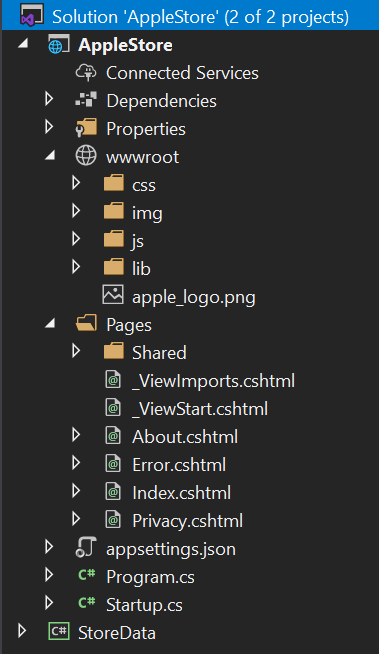 Solution 'AppleStore' (2 of 2 projects)
AppleStore
Connected Services
Dependencies
Properties
wwwroot
css
img
js
lib
apple_logo.png
Pages
Shared
_ViewImports.cshtml
_ViewStart.cshtml
About.cshtml
Error.cshtml
Index.cshtml
Privacy.cshtml
appsettings.json
C# Program.cs
C# Startup.cs
C# StoreData